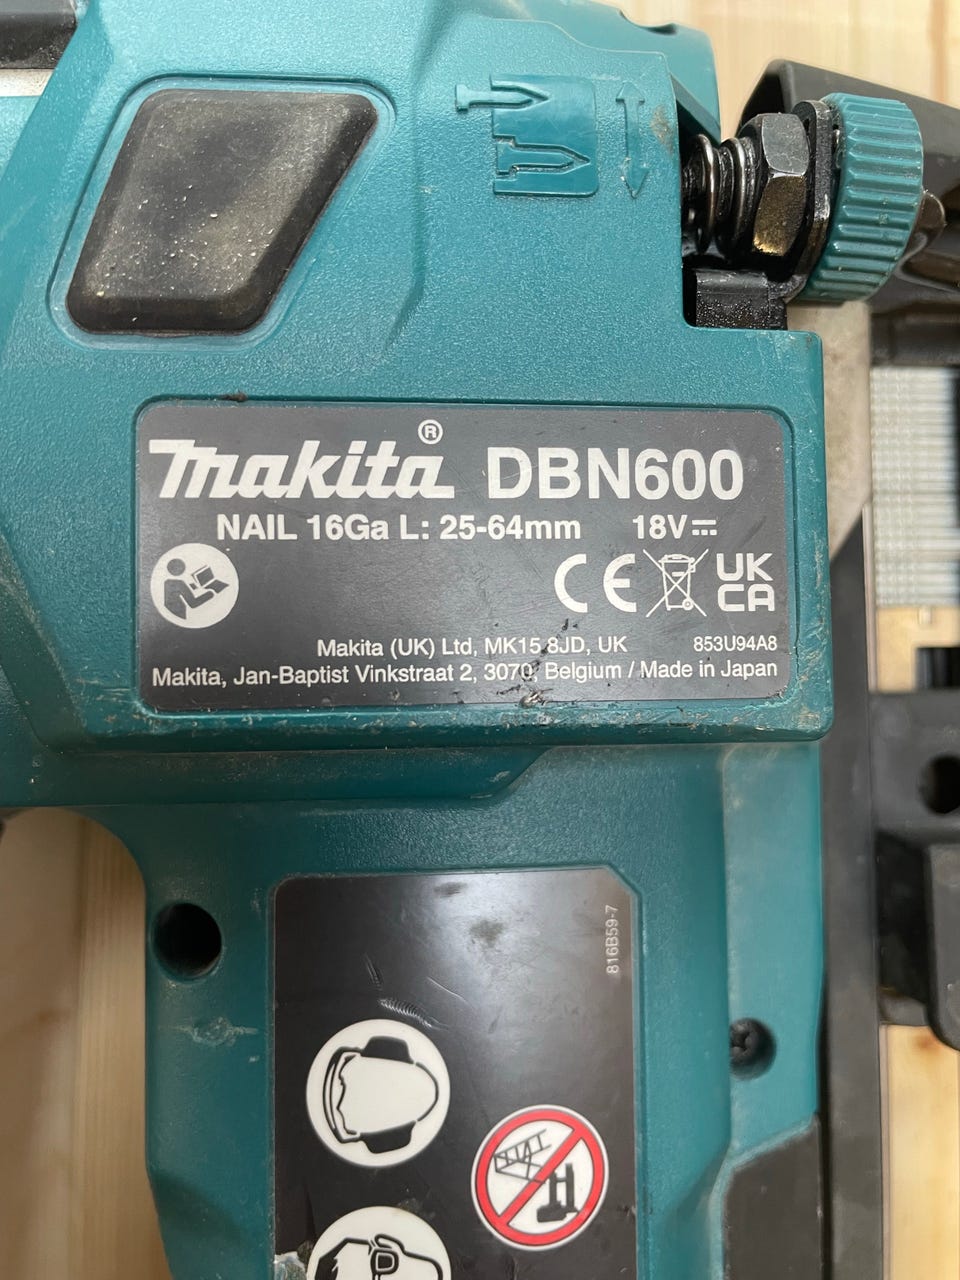 makita® DBN600
NAIL 16Ga L: 25-64mm 18V⎓
CE UK
CA
Makita (UK) Ltd, MK15 8JD, UK 853U94A8
Makita, Jan-Baptist Vinkstraat 2, 3070, Belgium / Made in Japan
816B59-7